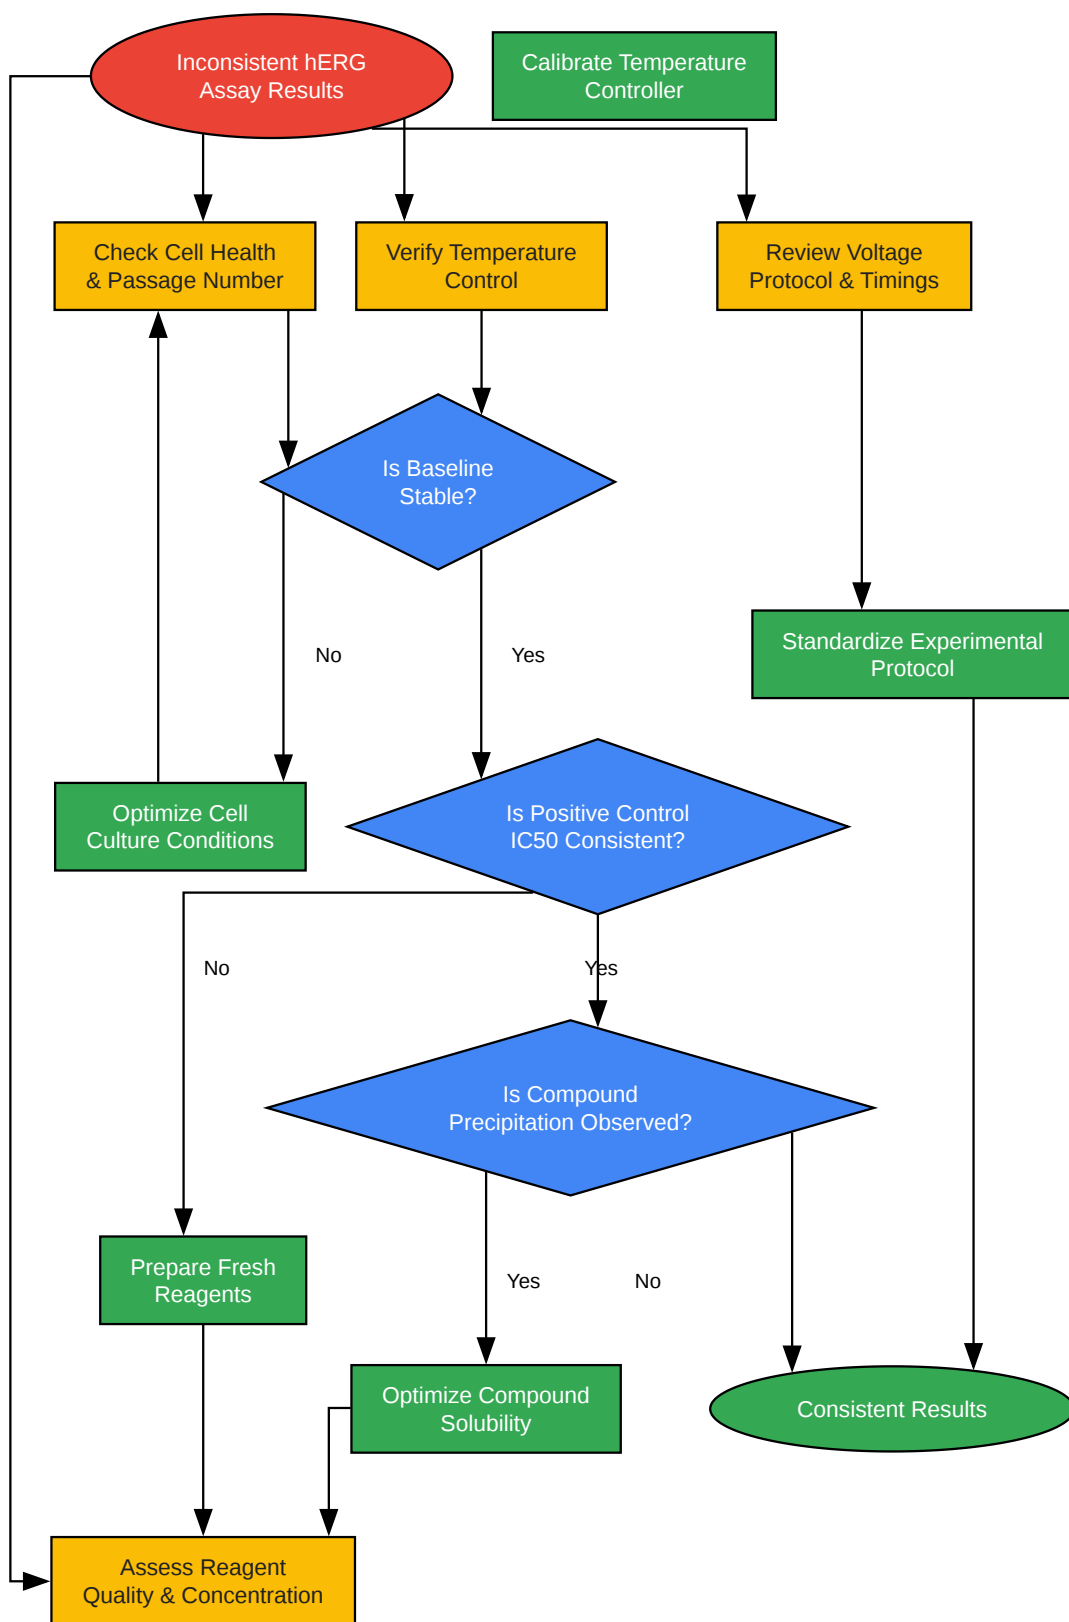 Inconsistent hERG
Assay Results
Calibrate Temperature
Controller
Check Cell Health
& Passage Number
Verify Temperature
Control
Review Voltage
Protocol & Timings
Is Baseline
Stable?
No
Yes
Standardize Experimental
Protocol
Optimize Cell
Culture Conditions
Is Positive Control
IC50 Consistent?
No
Yes
Is Compound
Precipitation Observed?
Prepare Fresh
Reagents
Yes
No
Optimize Compound
Solubility
Consistent Results
Assess Reagent
Quality & Concentration